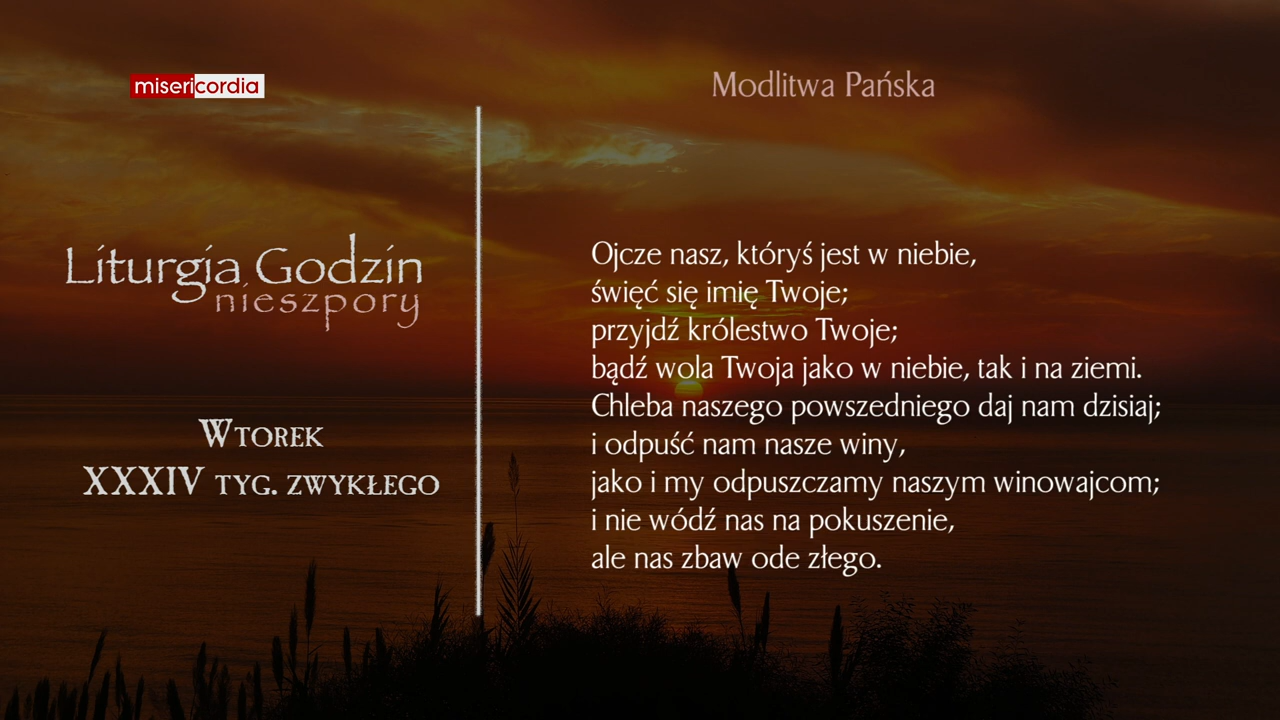 misericordia
Liturgia Godzin
nieszpory
Wtorek
XXXIV tyg. zwykłego
Modlitwa Pańska
Ojcze nasz, któryś jest w niebie,
święć się imię Twoje;
przyjdź królestwo Twoje;
bądź wola Twoja jako w niebie, tak i na ziemi.
Chleba naszego powszedniego daj nam dzisiaj;
i odpuść nam nasze winy,
jako i my odpuszczamy naszym winowajcom;
i nie wódź nas na pokuszenie,
ale nas zbaw ode złego.